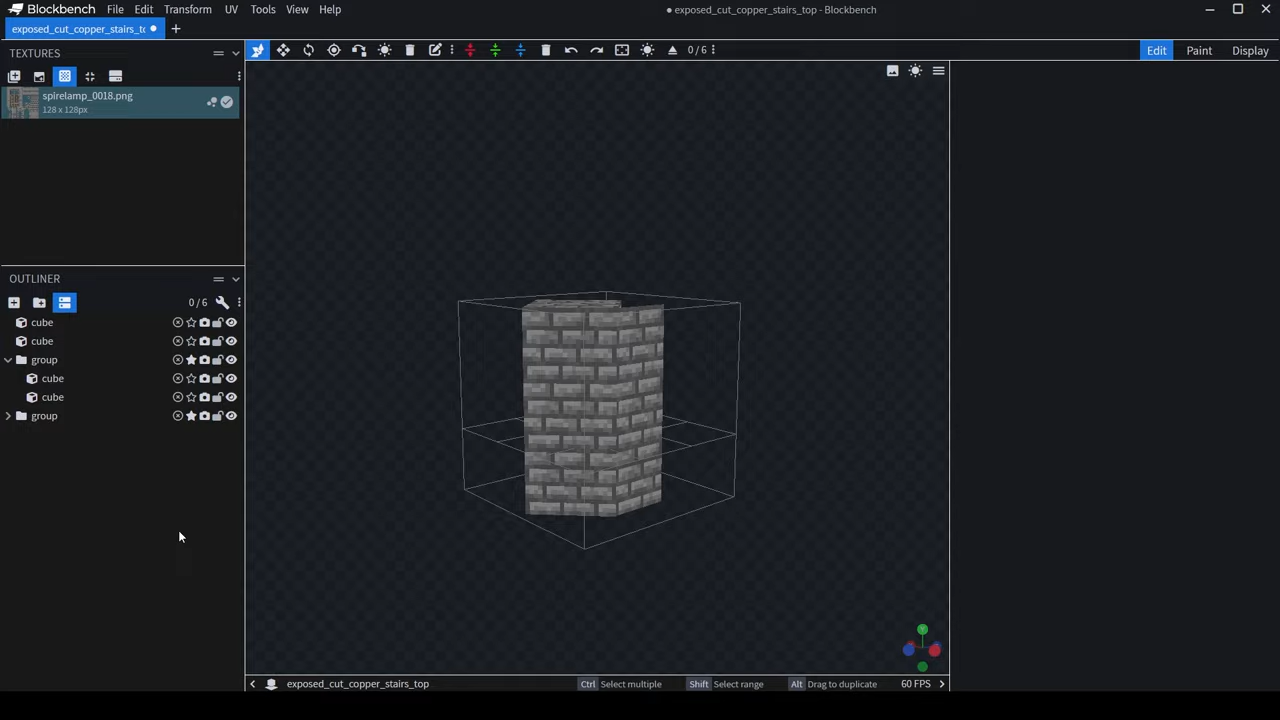 Blockbench File Edit Transform UV Tools View Help
● exposed_cut_copper_stairs_top - Blockbench
exposed_cut_copper_stairs_to
0 / 6
Edit Paint Display
TEXTURES
spirelamp_0018.png
128 x 128px
OUTLINER
0 / 6
cube
cube
group
cube
cube
group
Y
exposed_cut_copper_stairs_top
Ctrl Select multiple
Shift Select range
Alt Drag to duplicate
60 FPS